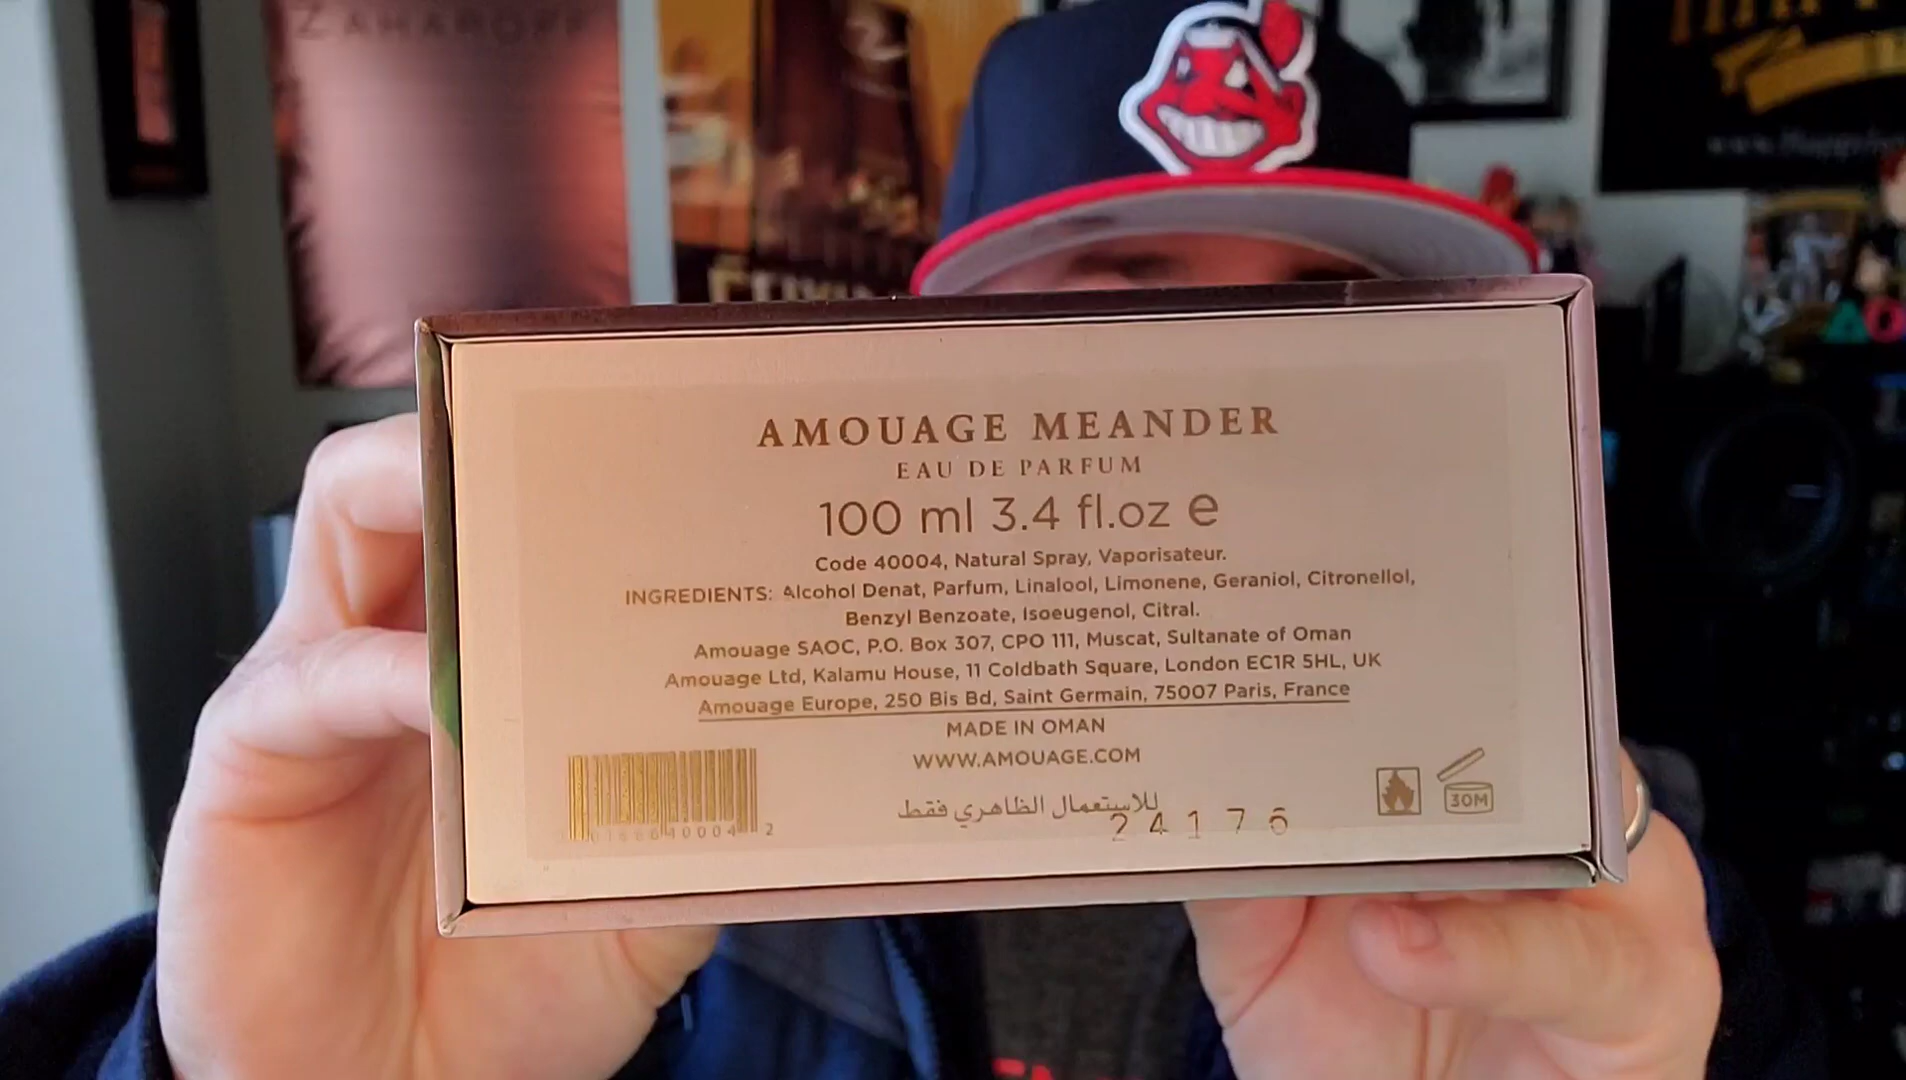 ZAHAROFF
AMOUAGE MEANDER
EAU DE PARFUM
100 ml 3.4 fl.oz e
Code 40004, Natural Spray, Vaporisateur.
INGREDIENTS: Alcohol Denat, Parfum, Linalool, Limonene, Geraniol, Citronellol,
Benzyl Benzoate, Isoeugenol, Citral.
Amouage SAOC, P.O. Box 307, CPO 111, Muscat, Sultanate of Oman
Amouage Ltd, Kalamu House, 11 Coldbath Square, London EC1R 5HL, UK
Amouage Europe, 250 Bis Bd, Saint Germain, 75007 Paris, France
MADE IN OMAN
WWW.AMOUAGE.COM
للاستعمال الظاهري فقط
24176
30M